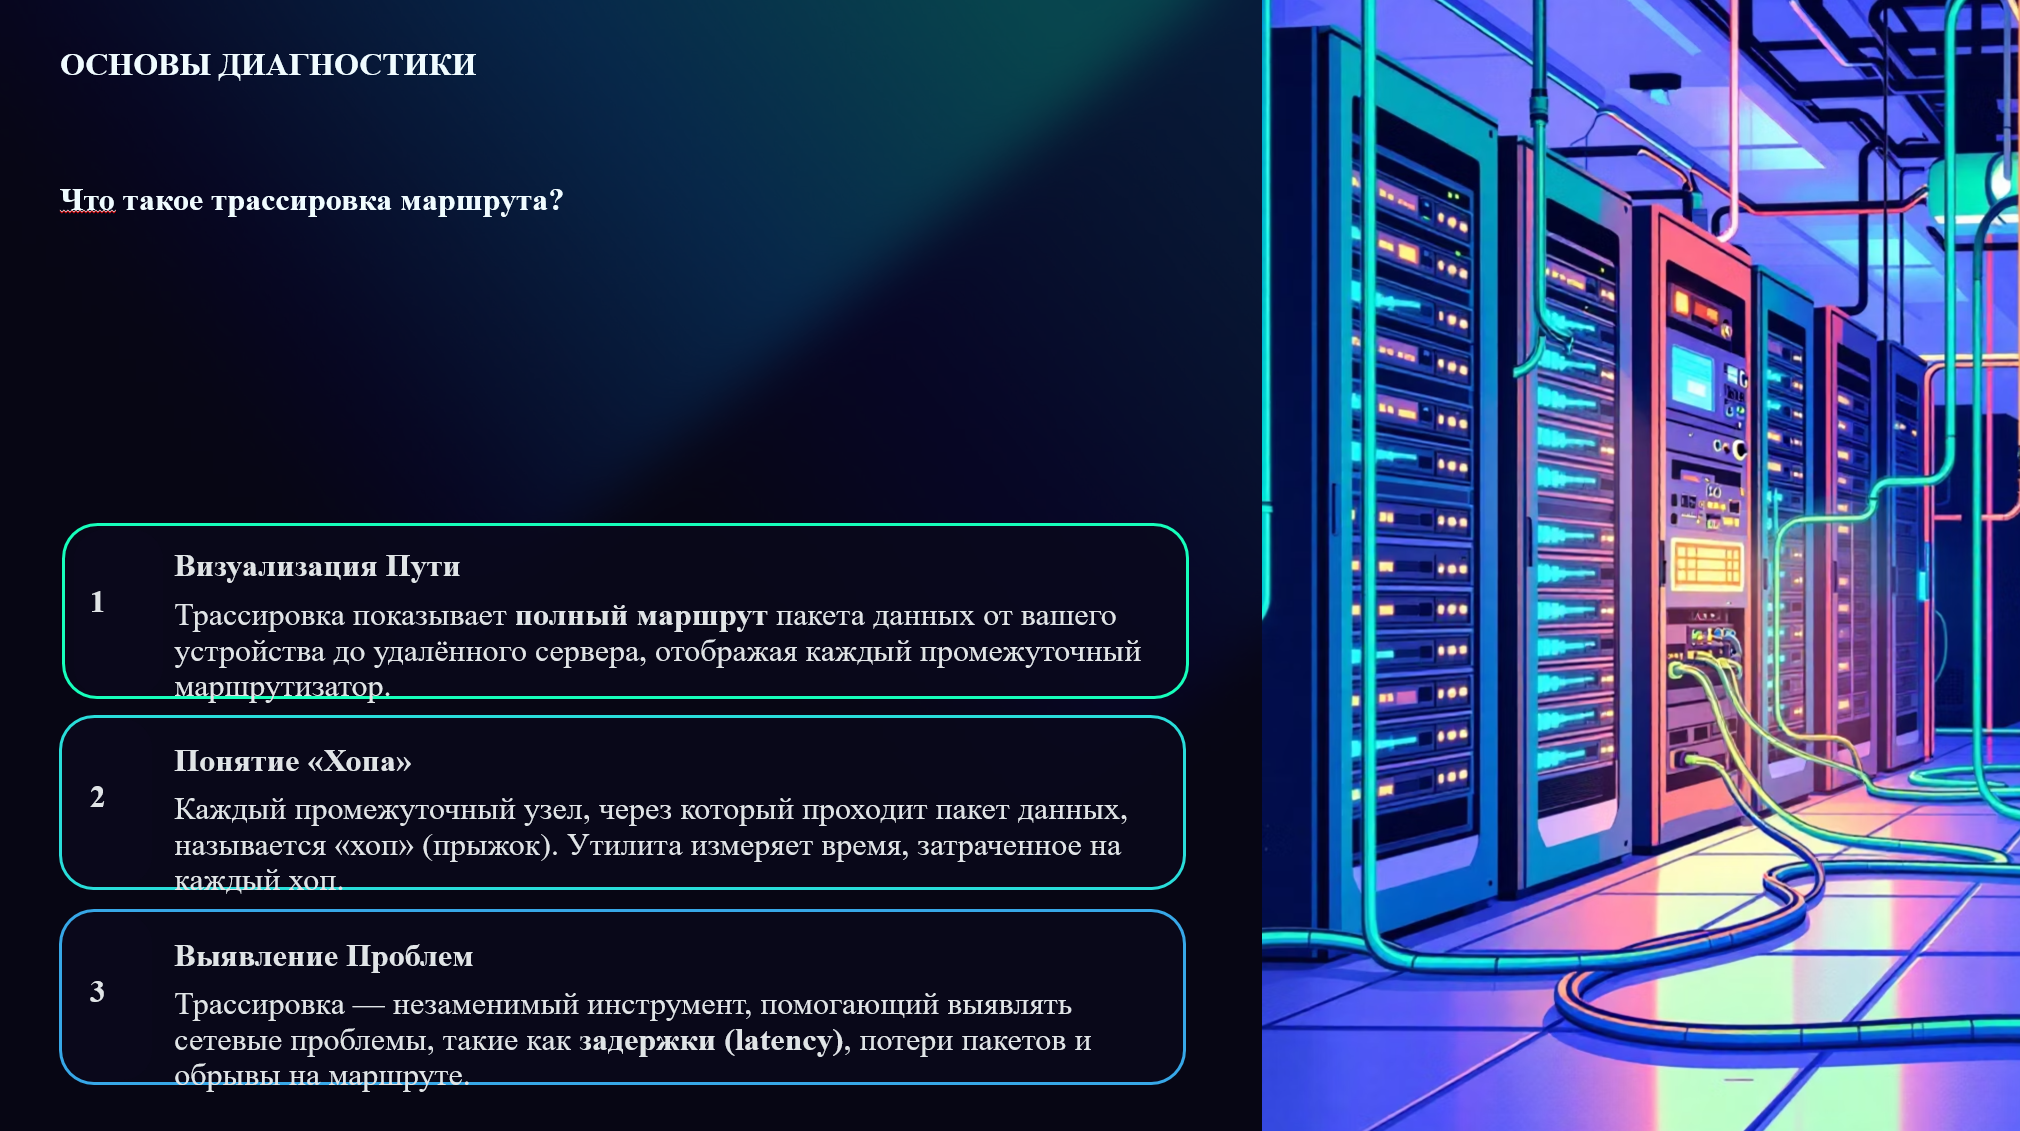 ОСНОВЫ ДИАГНОСТИКИ
Что такое трассировка маршрута?
1
Визуализация Пути
Трассировка показывает полный маршрут пакета данных от вашего
устройства до удалённого сервера, отображая каждый промежуточный
маршрутизатор.
2
Понятие «Хопа»
Каждый промежуточный узел, через который проходит пакет данных,
называется «хоп» (прыжок). Утилита измеряет время, затраченное на
каждый хоп.
3
Выявление Проблем
Трассировка — незаменимый инструмент, помогающий выявлять
сетевые проблемы, такие как задержки (latency), потери пакетов и
обрывы на маршруте.